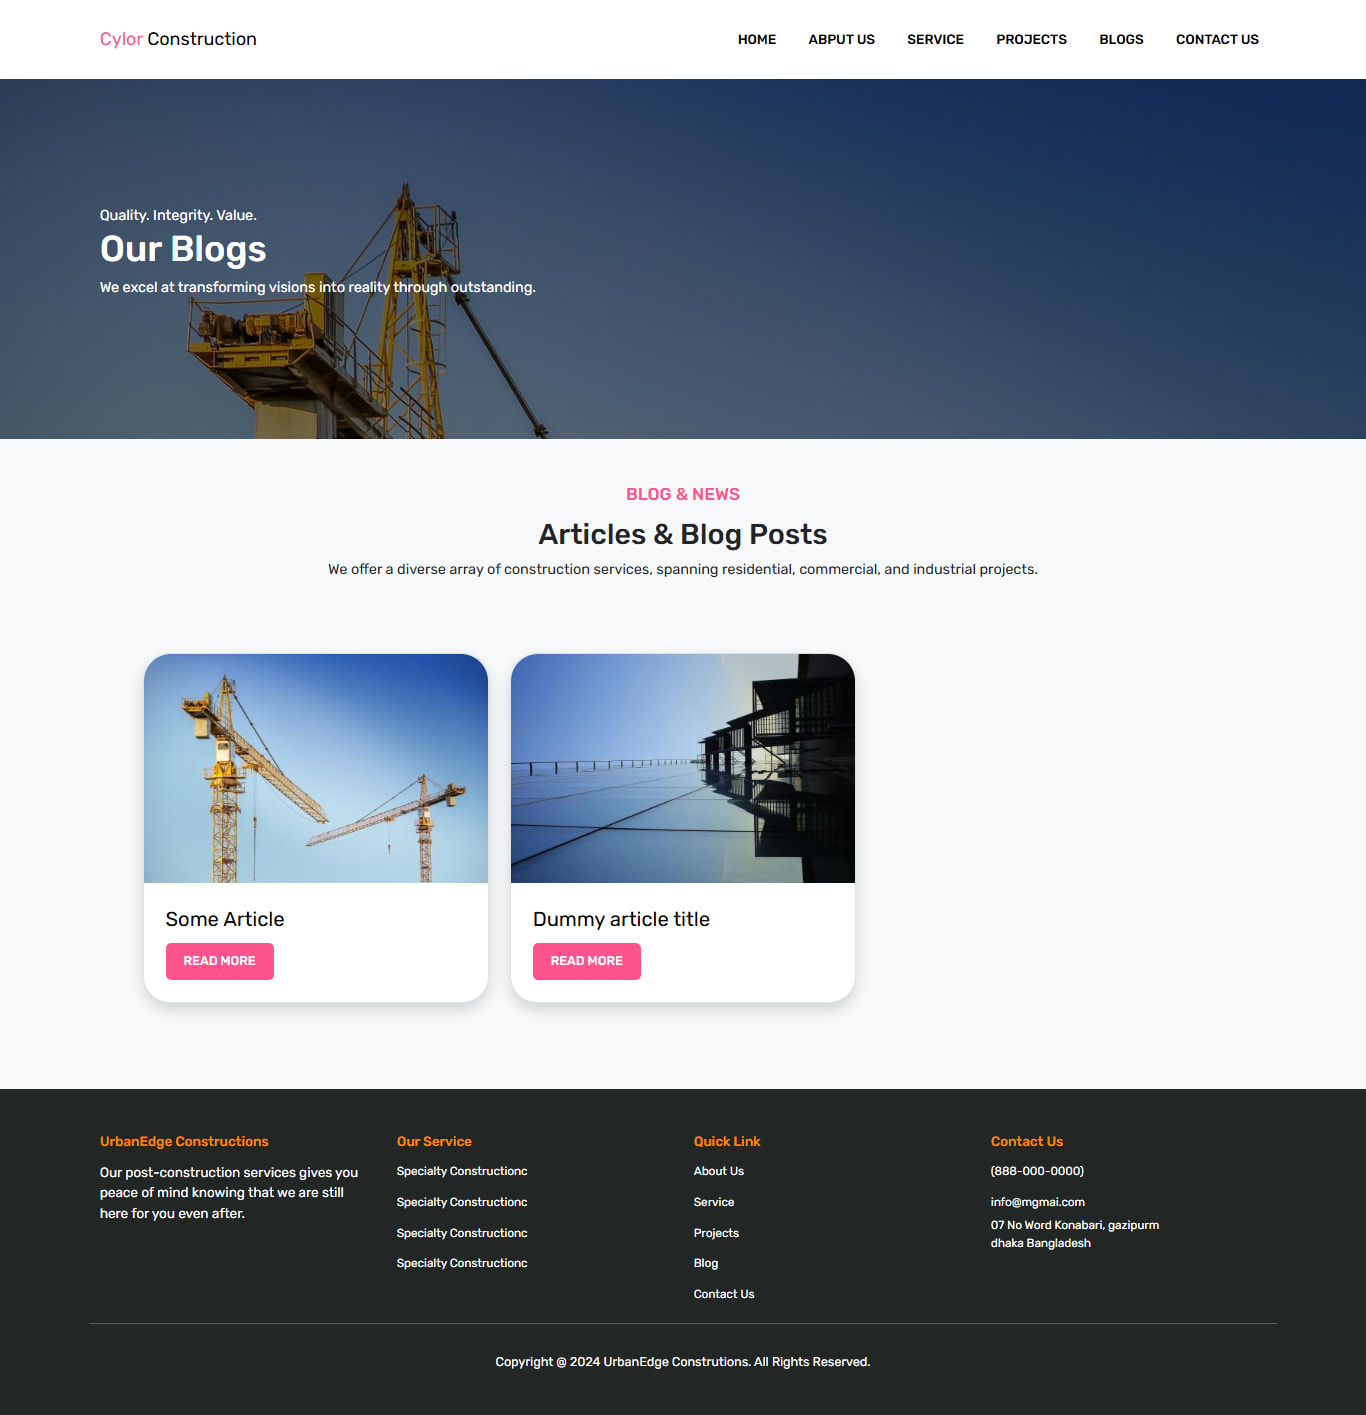 Cylor Construction
HOME ABPUT US SERVICE PROJECTS BLOGS CONTACT US
Quality. Integrity. Value.
Our Blogs
We excel at transforming visions into reality through outstanding.
BLOG & NEWS
Articles & Blog Posts
We offer a diverse array of construction services, spanning residential, commercial, and industrial projects.
Some Article
READ MORE
Dummy article title
READ MORE
UrbanEdge Constructions
Our post-construction services gives you
peace of mind knowing that we are still
here for you even after.
Our Service
Specialty Constructionc
Specialty Constructionc
Specialty Constructionc
Specialty Constructionc
Quick Link
About Us
Service
Projects
Blog
Contact Us
Contact Us
(888-000-0000)
info@mgmai.com
07 No Word Konabari, gazipurm
dhaka Bangladesh
Copyright @ 2024 UrbanEdge Construtions. All Rights Reserved.